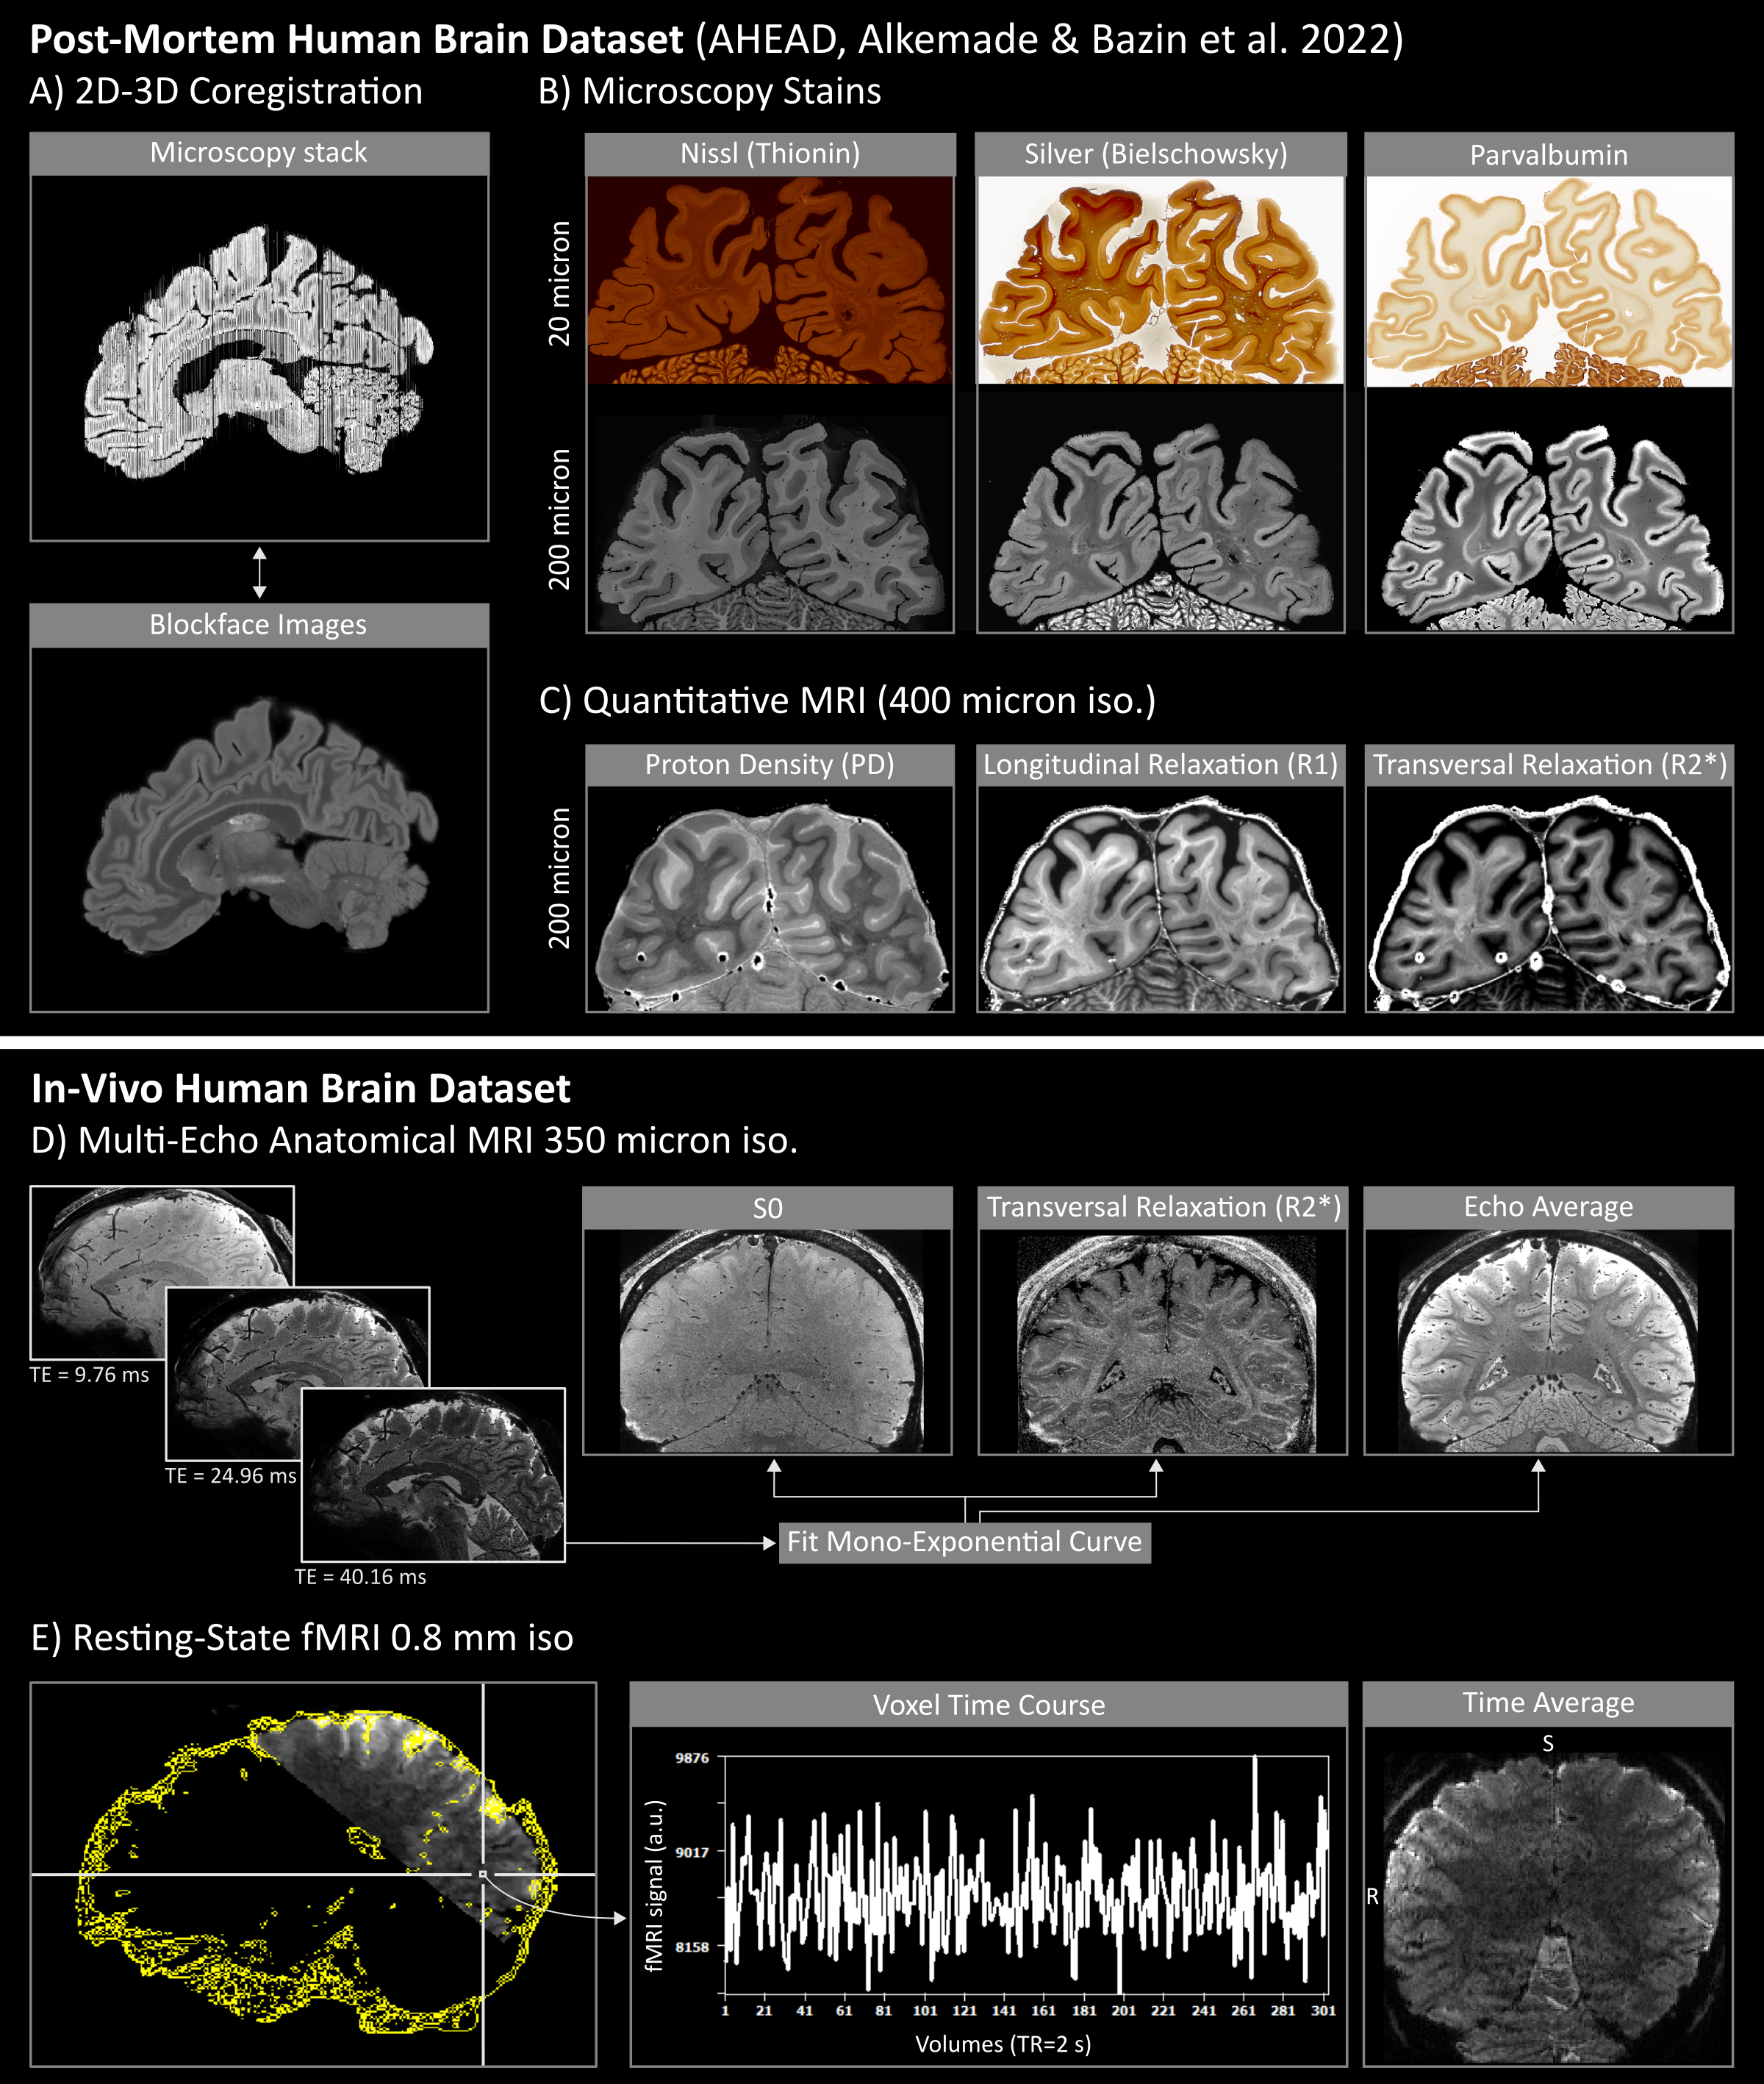 Post-Mortem Human Brain Dataset (AHEAD, Alkemade & Bazin et al. 2022)
A) 2D-3D Coregistration
Microscopy stack
Blockface Images
B) Microscopy Stains
Nissl (Thionin)
Silver (Bielschowsky)
Parvalbumin
20 micron
200 micron
C) Quantitative MRI (400 micron iso.)
Proton Density (PD)
Longitudinal Relaxation (R1)
Transversal Relaxation (R2*)
200 micron
In-Vivo Human Brain Dataset
D) Multi-Echo Anatomical MRI 350 micron iso.
TE = 9.76 ms
TE = 24.96 ms
TE = 40.16 ms
S0
Transversal Relaxation (R2*)
Echo Average
Fit Mono-Exponential Curve
E) Resting-State fMRI 0.8 mm iso
Voxel Time Course
fMRI signal (a.u.)
9876
9017
8158
1 21 41 61 81 101 121 141 161 181 201 221 241 261 281 301
Volumes (TR=2 s)
Time Average
S
R